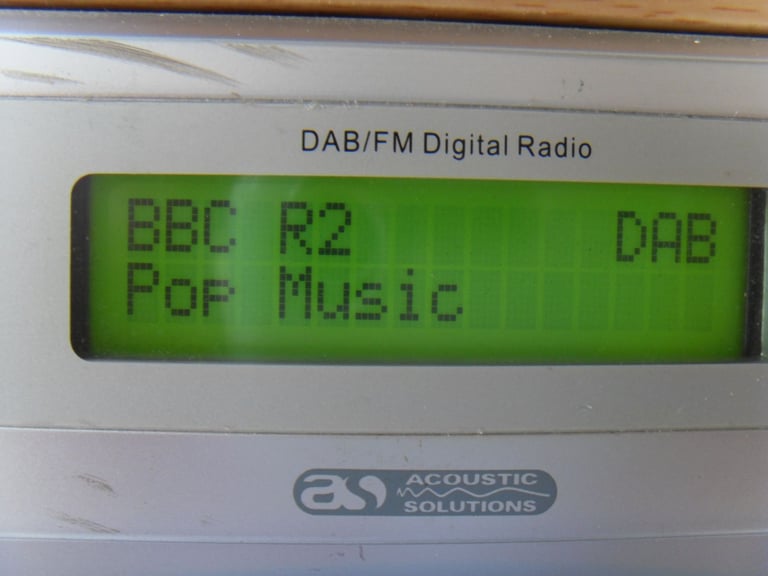 DAB/FM Digital Radio
BBC R2 DAB
Pop Music
as ACOUSTIC
SOLUTIONS